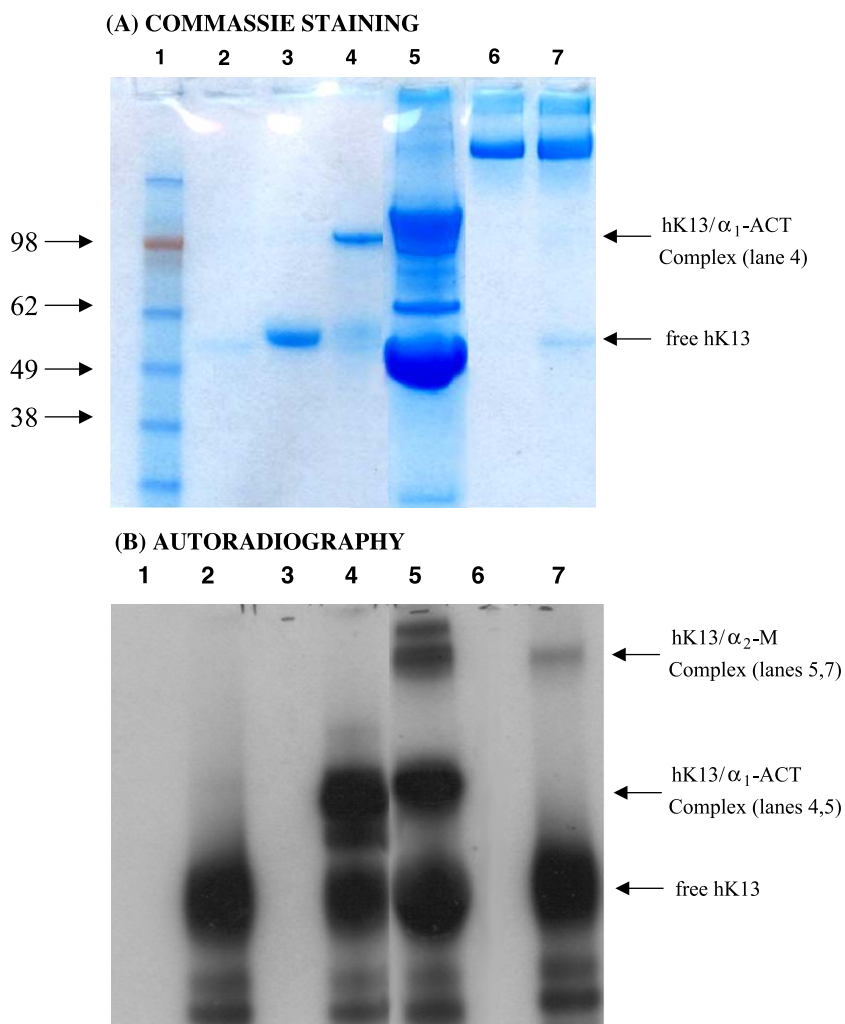 (A) COMMASSIE STAINING
1 2 3 4 5 6 7
98
62
49
38
hK13/α₁-ACT
Complex (lane 4)
free hK13
(B) AUTORADIOGRAPHY
1 2 3 4 5 6 7
hK13/α₂-M
Complex (lanes 5,7)
hK13/α₁-ACT
Complex (lanes 4,5)
free hK13